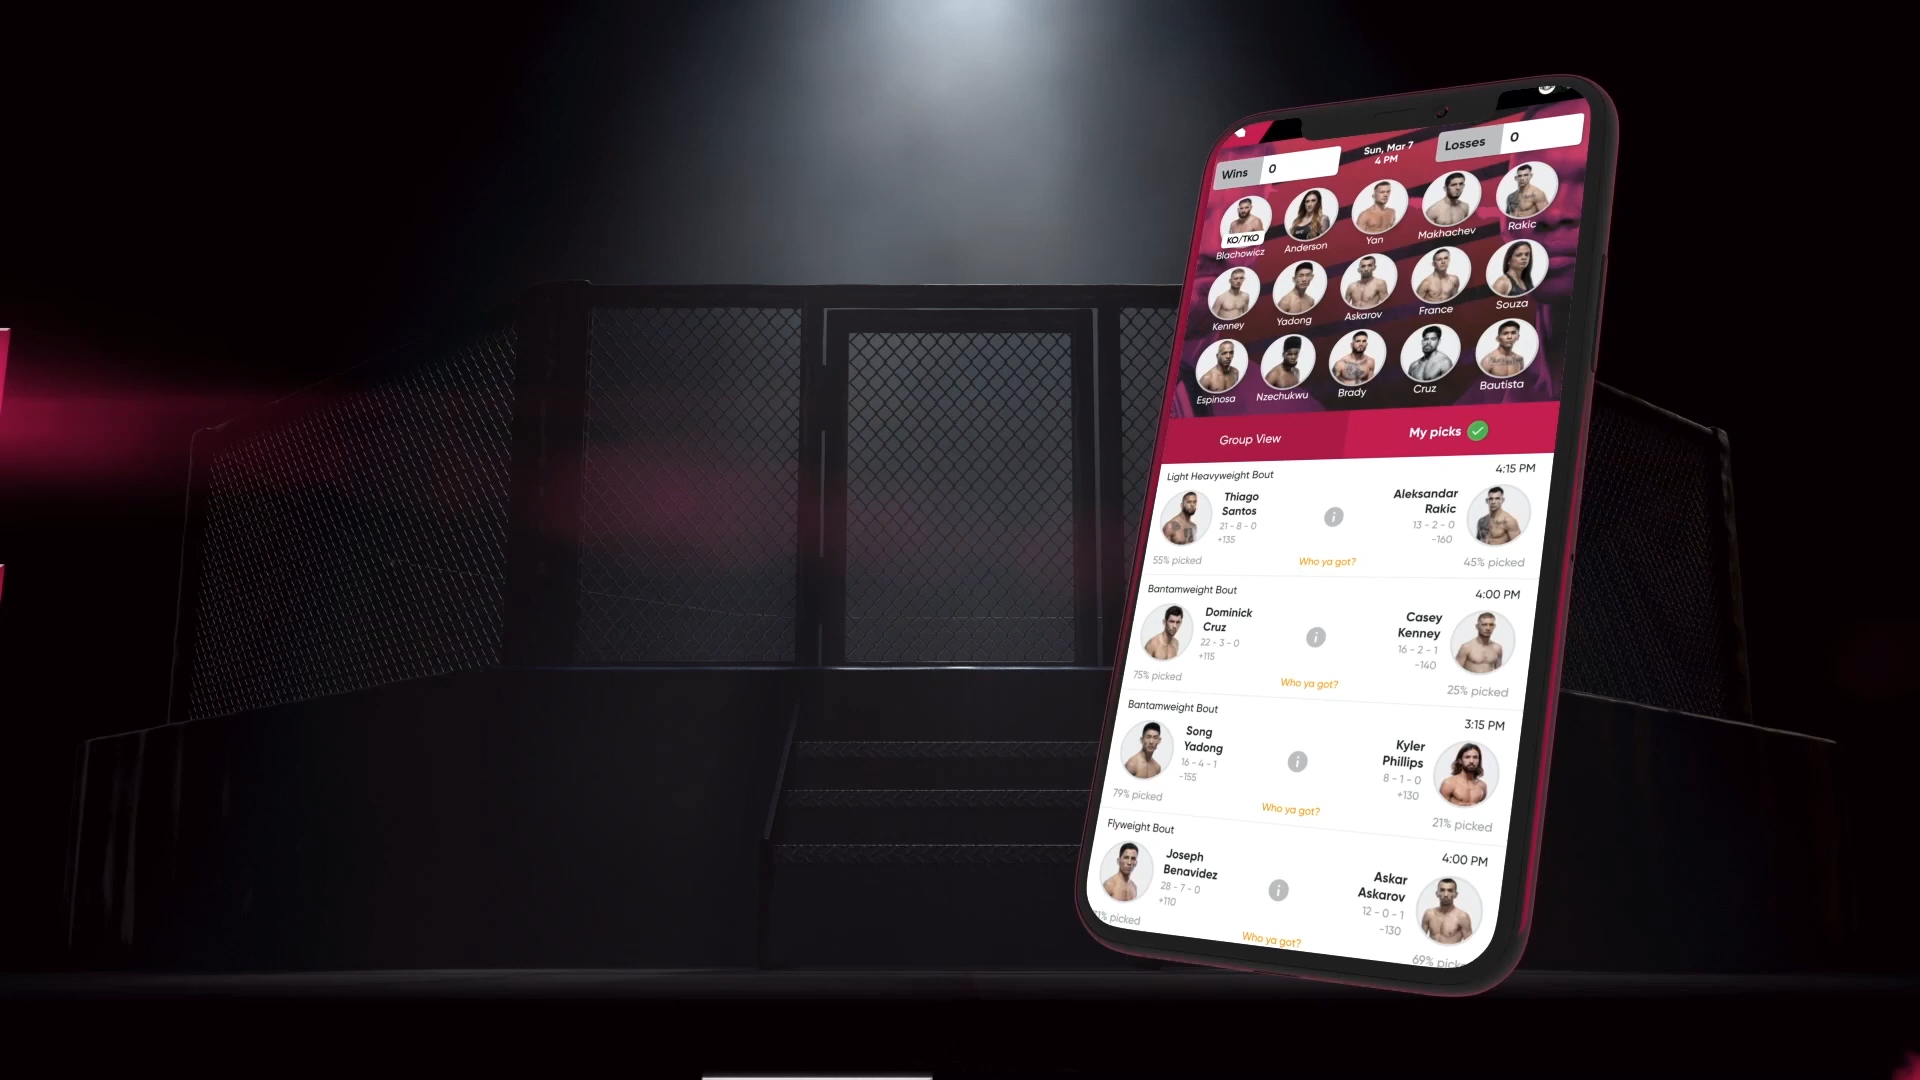 Wins 0
Sun, Mar 7
4 PM
Losses 0
KO/TKO
Blachowicz
Anderson
Yan
Makhachev
Rakic
Kenney
Yadong
Askarov
France
Souza
Espinosa
Nzechukwu
Brady
Cruz
Bautista
Group View
My picks
Light Heavyweight Bout
4:15 PM
Thiago
Santos
21 - 8 - 0
+135
55% picked
Who ya got?
Aleksandar
Rakic
13 - 2 - 0
-160
45% picked
Bantamweight Bout
4:00 PM
Dominick
Cruz
22 - 3 - 0
+115
75% picked
Who ya got?
Casey
Kenney
16 - 2 - 1
-140
25% picked
Bantamweight Bout
3:15 PM
Song
Yadong
16 - 4 - 1
-155
79% picked
Who ya got?
Kyler
Phillips
8 - 1 - 0
+130
21% picked
Flyweight Bout
4:00 PM
Joseph
Benavidez
28 - 7 - 0
+110
picked
Who ya got?
Askar
Askarov
12 - 0 - 1
-130
69%